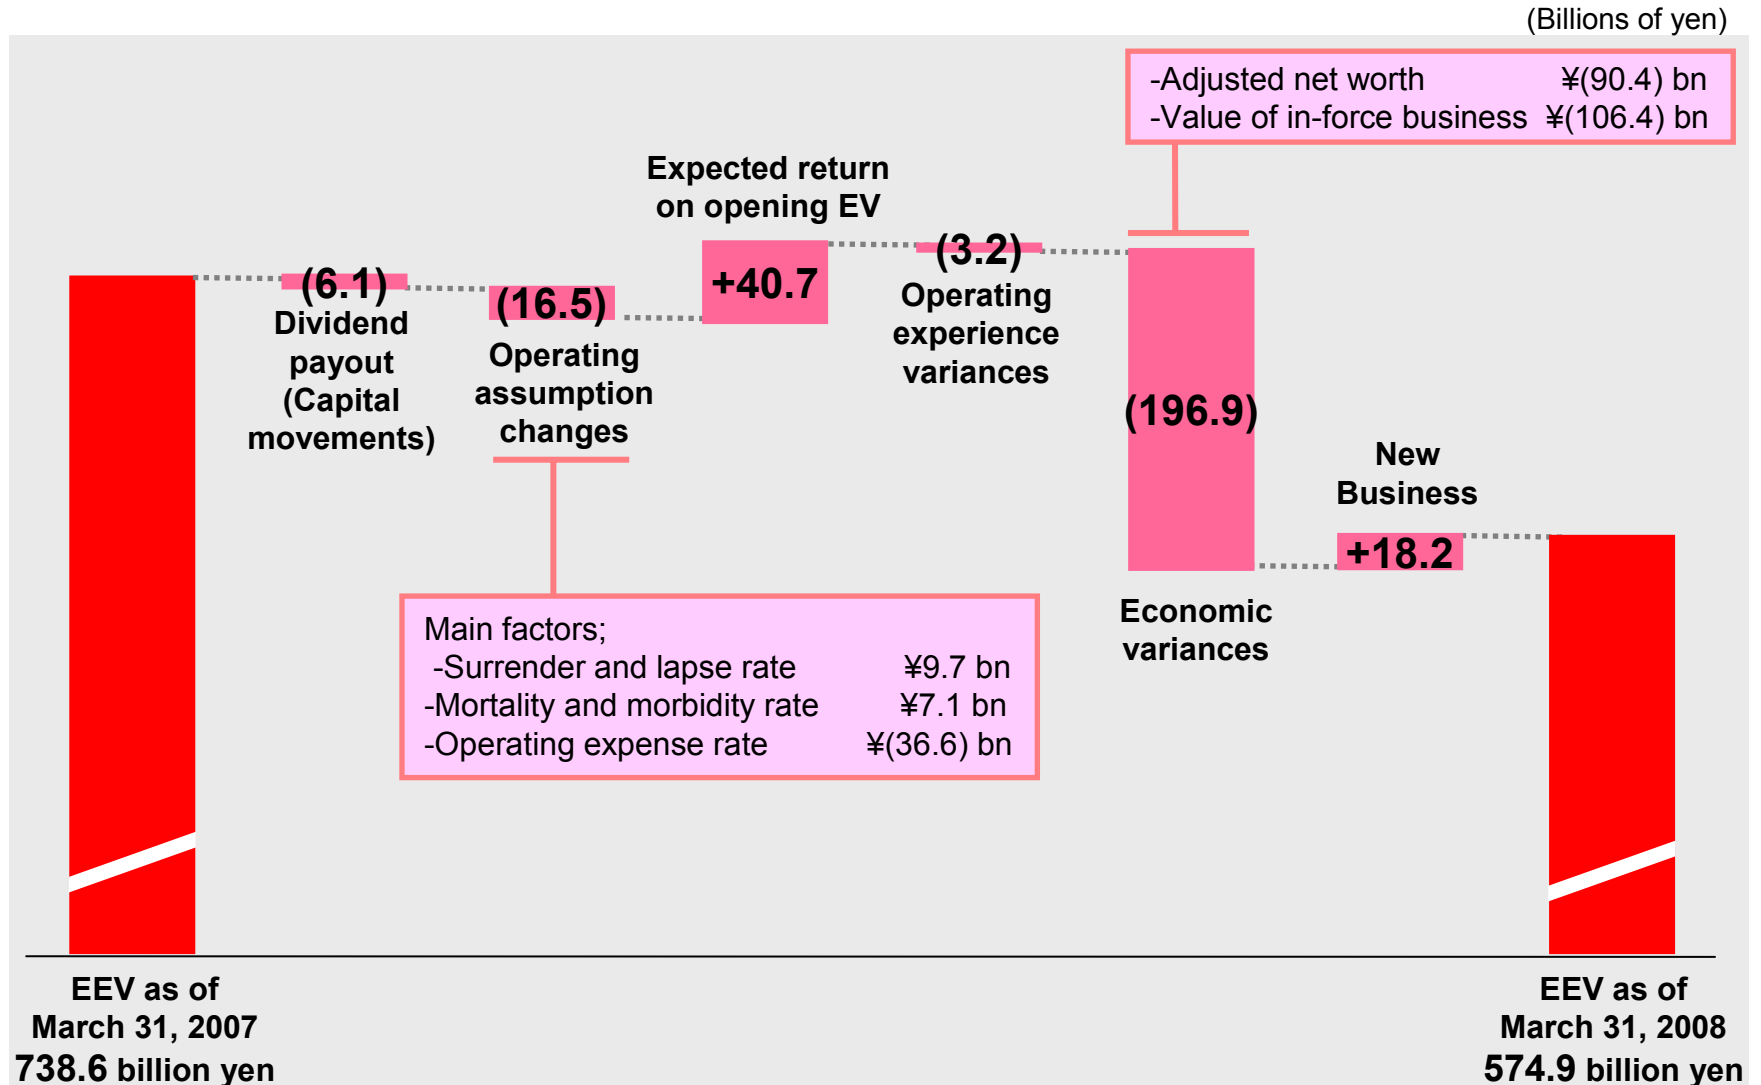 (Billions of yen)
-Adjusted net worth ¥(90.4) bn
-Value of in-force business ¥(106.4) bn
Expected return
on opening EV
(6.1)
Dividend
payout
(Capital
movements)
(16.5)
Operating
assumption
changes
+40.7
(3.2)
Operating
experience
variances
(196.9)
Economic
variances
New
Business
+18.2
Main factors;
-Surrender and lapse rate ¥9.7 bn
-Mortality and morbidity rate ¥7.1 bn
-Operating expense rate ¥(36.6) bn
EEV as of
March 31, 2007
738.6 billion yen
EEV as of
March 31, 2008
574.9 billion yen